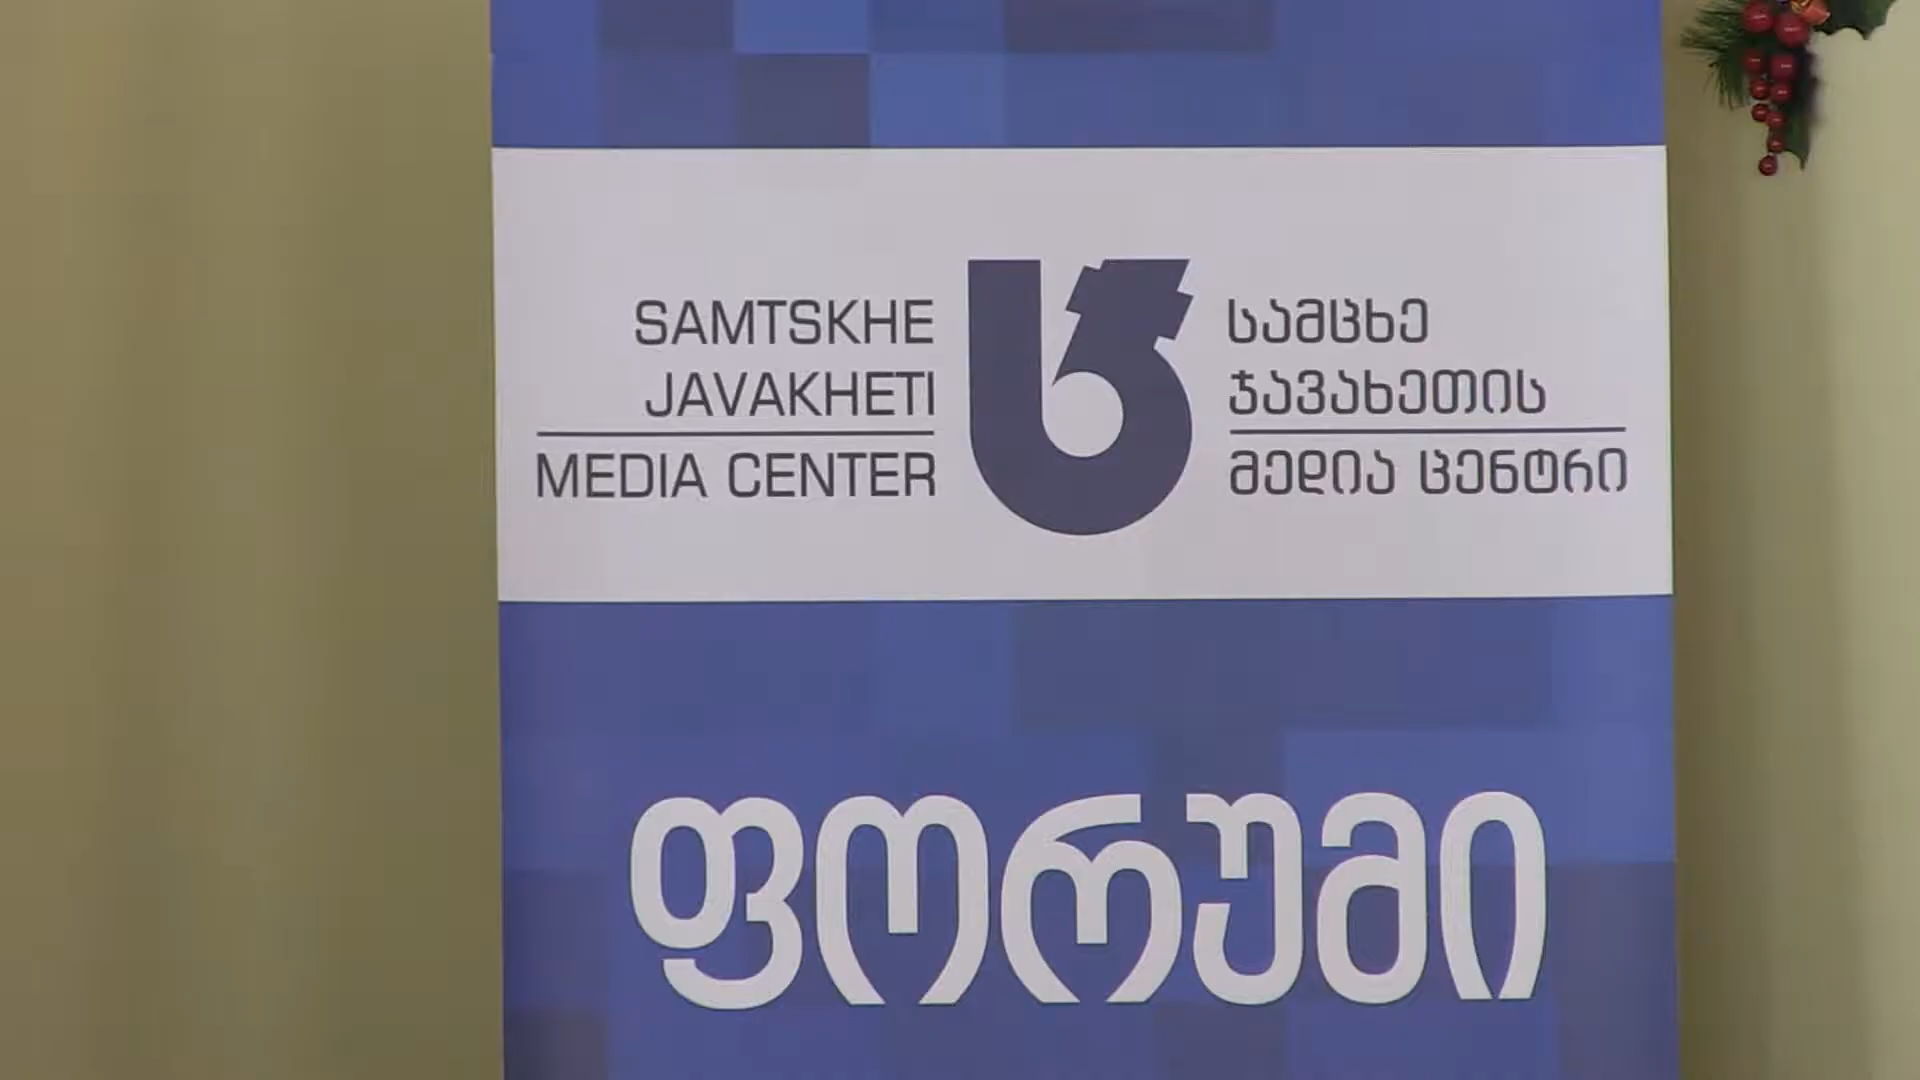 SAMTSKHE
JAVAKHETI
MEDIA CENTER
სამცხე
ჯავახეთის
მედია ცენტრი
ფორუმი